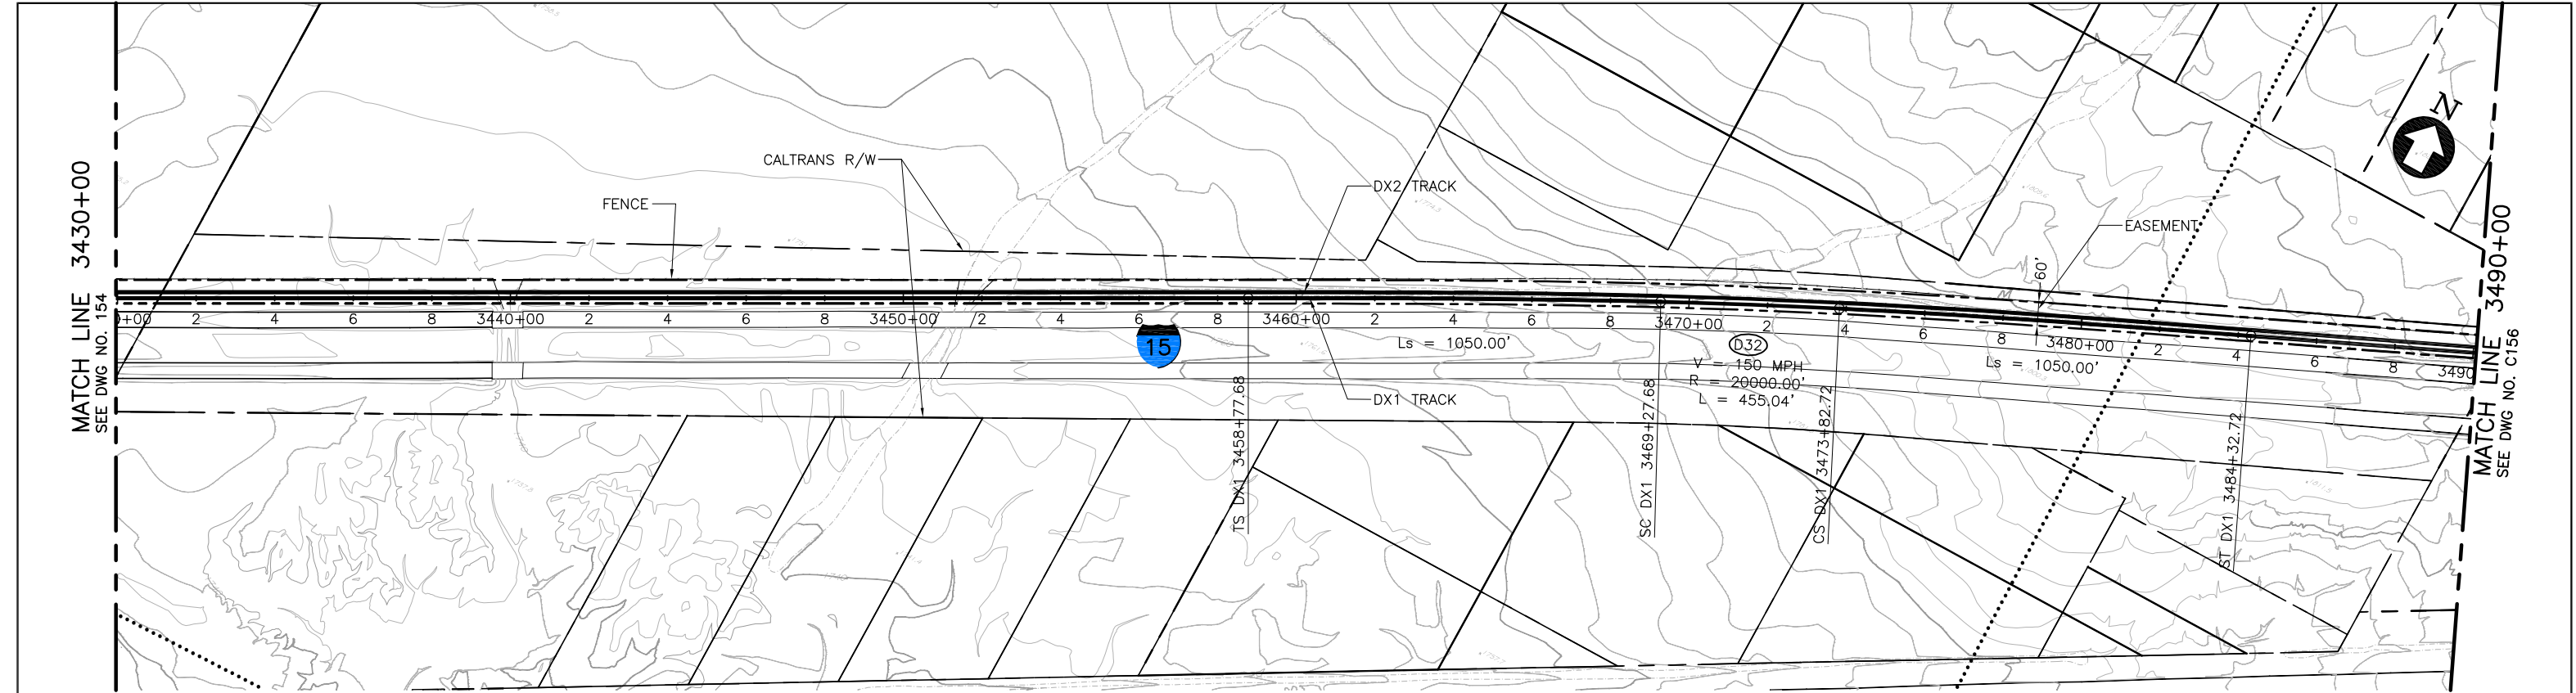 MATCH LINE 3430+00
SEE DWG NO. 154
CALTRANS R/W
FENCE
DX2 TRACK
EASEMENT
60'
N
0+00 2 4 6 8 3440+00 2 4 6 8 3450+00 2 4 6 8 3460+00 2 4 6 8 3470+00 2 4 6 8 3480+00 2 4 6 8 3490
15
Ls = 1050.00'
D32
V = 150 MPH
R = 20000.00'
L = 455.04'
Ls = 1050.00'
DX1 TRACK
TS DX1 3458+77.68
SC DX1 3469+27.68
CS DX1 3473+82.72
ST DX1 3484+32.72
MATCH LINE 3490+00
SEE DWG NO. C156